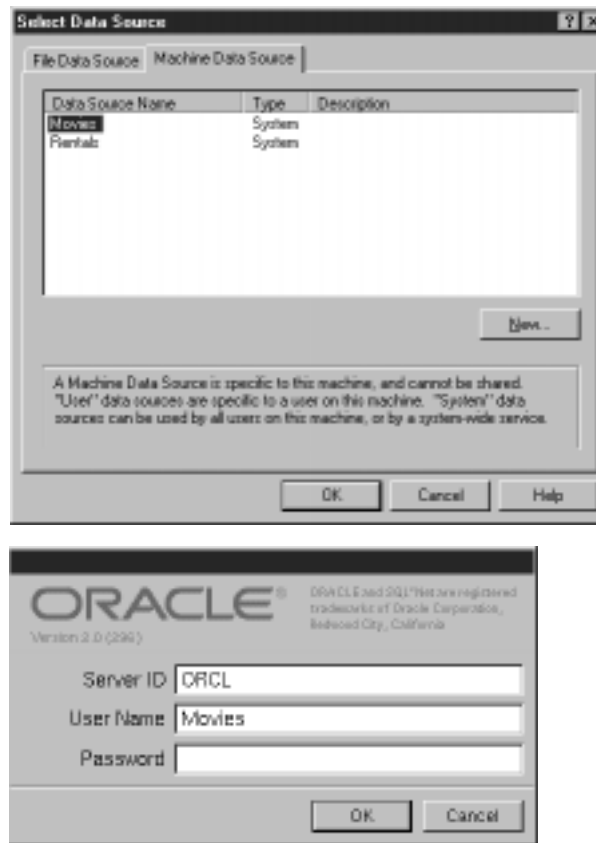 Select Data Source
File Data Source Machine Data Source
Data Source Name Type Description
Movies System
Rentals System
New...
A Machine Data Source is specific to this machine, and cannot be shared.
"User" data sources are specific to a user on this machine. "System" data
sources can be used by all users on this machine, or by a system-wide service.
OK Cancel Help
ORACLE®
ORACLE and SQL*Net are registered
trademarks of Oracle Corporation,
Redwood City, California
Version 2.0 (296)
Server ID ORCL
User Name Movies
Password
OK Cancel